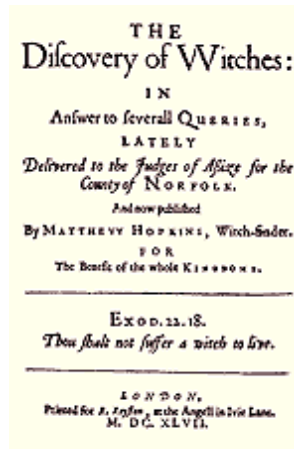 THE
Diſcovery of Witches:
IN
Anſwer to ſeverall QUERIES,
LATELY
Delivered to the Judges of Aſſize for the
County of NORFOLK.
And now publiſhed
By MATTHEVV HOPKINS, Witch-finder.
FOR
The Benefit of the whole KINGDOME.
EXOD. 22. 18.
Thou ſhalt not ſuffer a witch to live.
LONDON,
Printed for R. Royſton, at the Angell in Ivie Lane.
M. DC. XLVII.